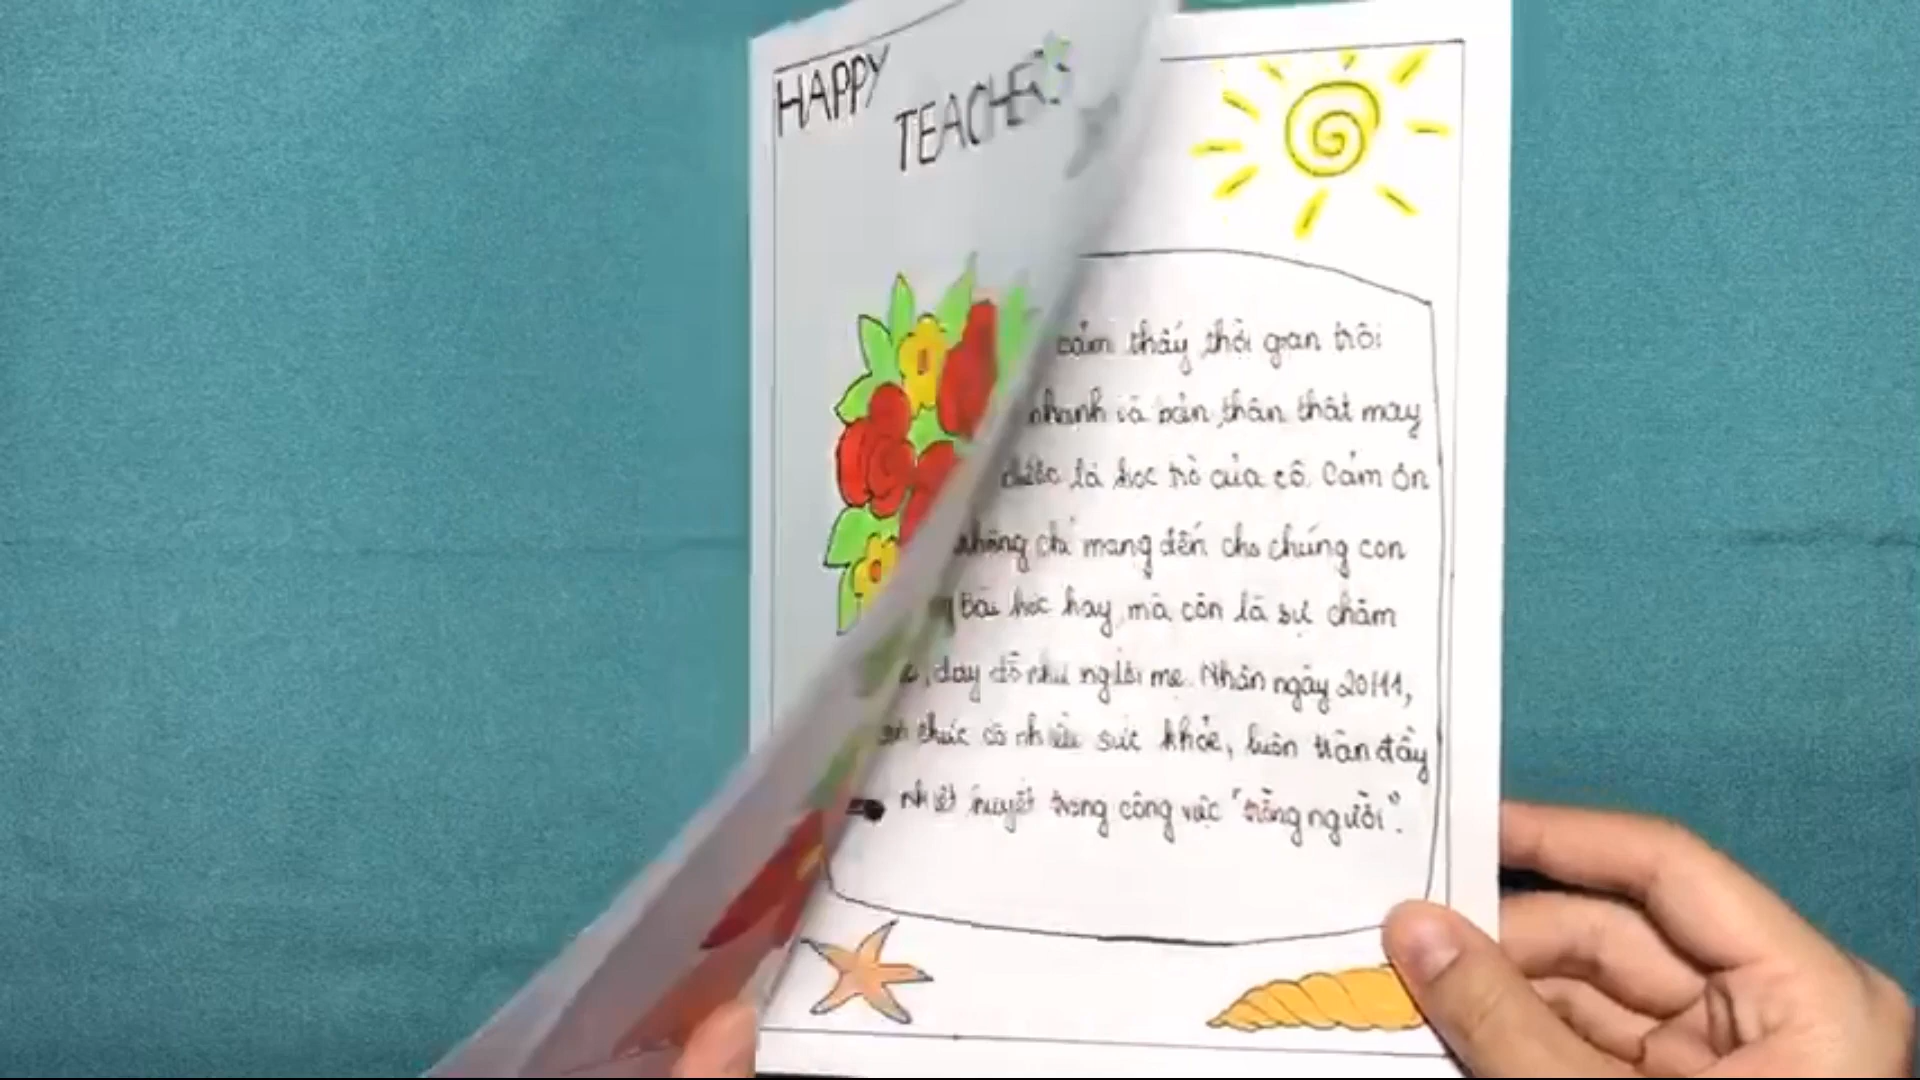 HAPPY
TEACHER'S
cảm thấy thời gian trôi
nhanh và bản thân thật may
được là học trò của cô. Cảm ơn
không chỉ mang đến cho chúng con
bài học hay, mà còn là sự chăm
, dạy dỗ như người mẹ. Nhân ngày 20/11,
chúc cô nhiều sức khỏe, luôn tràn đầy
nhiệt huyết trong công việc "trồng người".